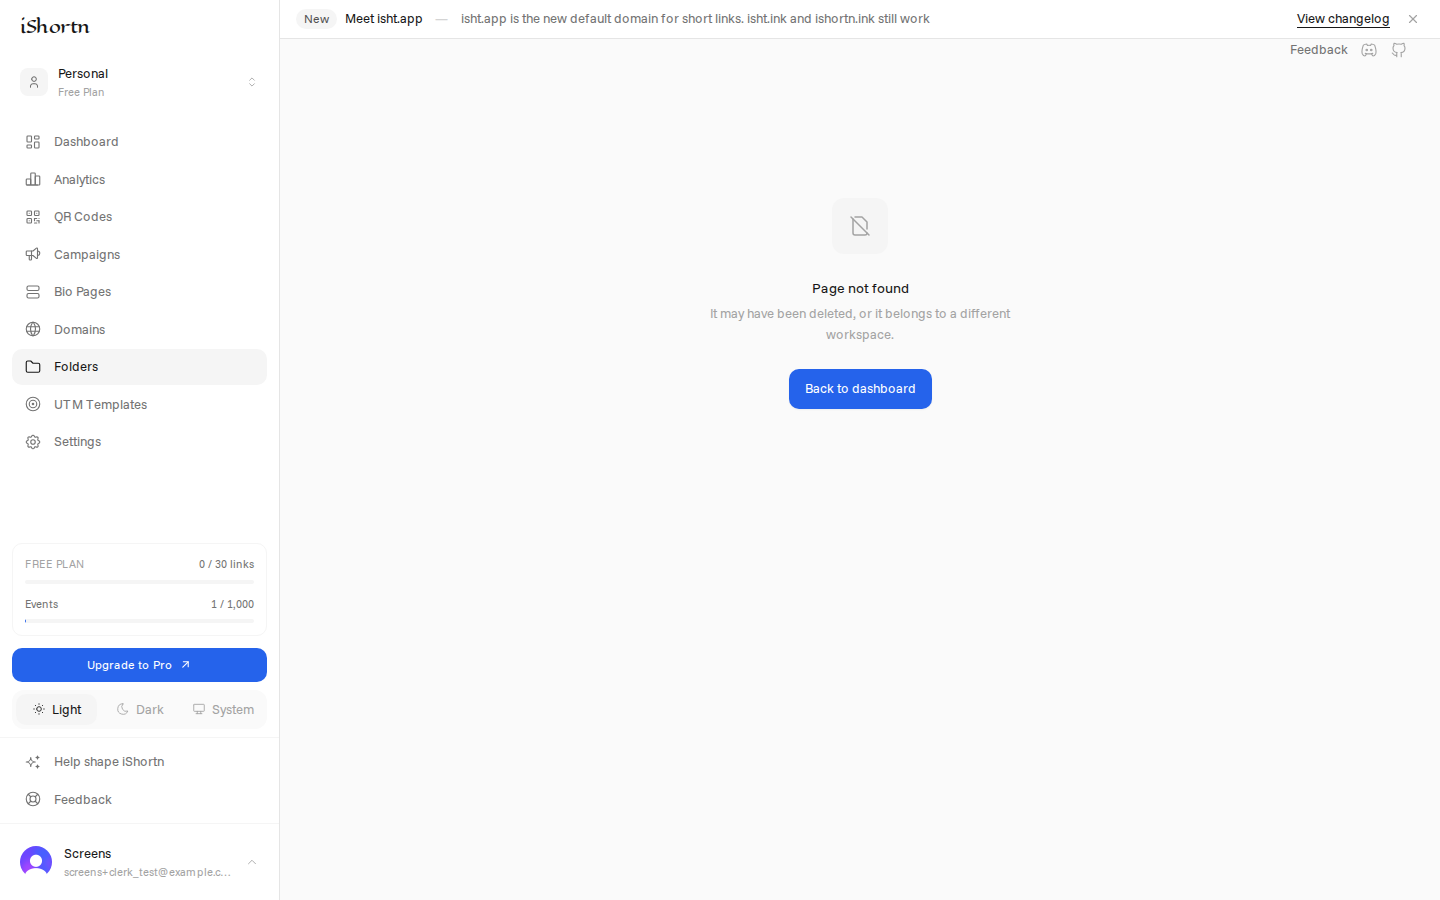 iShortn
Personal
Free Plan
Dashboard
Analytics
QR Codes
Campaigns
Bio Pages
Domains
Folders
UTM Templates
Settings
FREE PLAN 0 / 30 links
Events 1 / 1,000
Upgrade to Pro
Light Dark System
Help shape iShortn
Feedback
Screens
screens+clerk_test@example.c...
New Meet isht.app — isht.app is the new default domain for short links. isht.ink and ishortn.ink still work View changelog
Feedback
Page not found
It may have been deleted, or it belongs to a different
workspace.
Back to dashboard